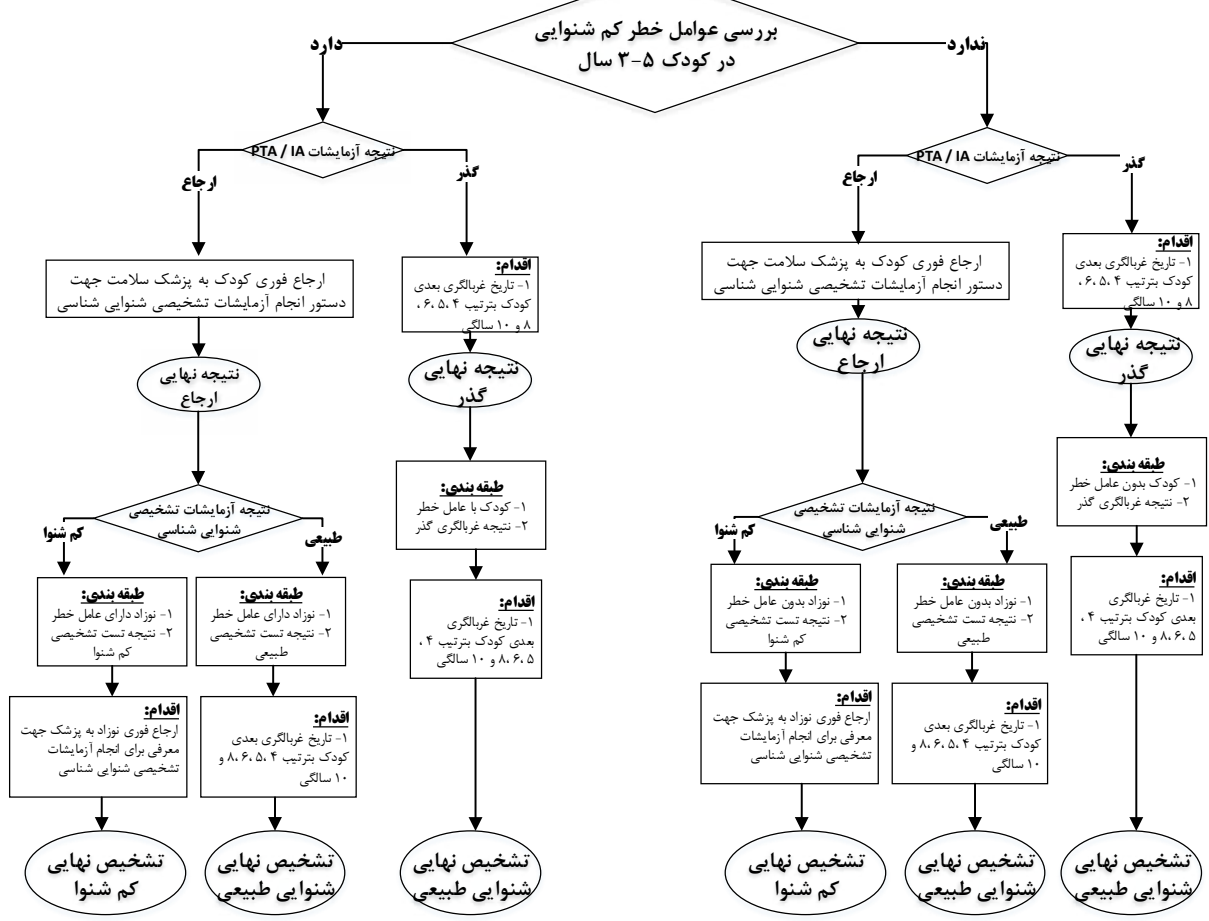 بررسی عوامل خطر کم شنوایی
در کودک ۵-۳ سال
ندارد
دارد
نتیجه آزمایشات PTA / IA
گذر
ارجاع
اقدام:
۱- تاریخ غربالگری بعدی
کودک بترتیب ۴ ،۵ ،۶ ،
۸ و ۱۰ سالگی
ارجاع فوری کودک به پزشک سلامت جهت
دستور انجام آزمایشات تشخیصی شنوایی شناسی
نتیجه نهایی
گذر
نتیجه نهایی
ارجاع
طبقه بندی:
۱- کودک بدون عامل خطر
۲- نتیجه غربالگری گذر
نتیجه آزمایشات تشخیصی
شنوایی شناسی
طبیعی
کم شنوا
اقدام:
۱- تاریخ غربالگری
بعدی کودک بترتیب ۴ ،
۵ ،۶ ،۸ و ۱۰ سالگی
طبقه بندی:
۱- نوزاد بدون عامل خطر
۲- نتیجه تست تشخیصی
طبیعی
طبقه بندی:
۱- نوزاد بدون عامل خطر
۲- نتیجه تست تشخیصی
کم شنوا
اقدام:
۱- تاریخ غربالگری بعدی
کودک بترتیب ۴ ،۵ ،۶ ،۸ و
۱۰ سالگی
اقدام:
ارجاع فوری نوزاد به پزشک جهت
معرفی برای انجام آزمایشات
تشخیصی شنوایی شناسی
تشخیص نهایی
شنوایی طبیعی
تشخیص نهایی
شنوایی طبیعی
تشخیص نهایی
کم شنوا
نتیجه آزمایشات PTA / IA
گذر
ارجاع
اقدام:
۱- تاریخ غربالگری بعدی
کودک بترتیب ۴ ،۵ ،۶ ،
۸ و ۱۰ سالگی
ارجاع فوری کودک به پزشک سلامت جهت
دستور انجام آزمایشات تشخیصی شنوایی شناسی
نتیجه نهایی
گذر
نتیجه نهایی
ارجاع
طبقه بندی:
۱- کودک با عامل خطر
۲- نتیجه غربالگری گذر
نتیجه آزمایشات تشخیصی
شنوایی شناسی
طبیعی
کم شنوا
اقدام:
۱- تاریخ غربالگری
بعدی کودک بترتیب ۴ ،
۵ ،۶ ،۸ و ۱۰ سالگی
طبقه بندی:
۱- نوزاد دارای عامل خطر
۲- نتیجه تست تشخیصی
طبیعی
طبقه بندی:
۱- نوزاد دارای عامل خطر
۲- نتیجه تست تشخیصی
کم شنوا
اقدام:
۱- تاریخ غربالگری بعدی
کودک بترتیب ۴ ،۵ ،۶ ،۸ و
۱۰ سالگی
اقدام:
ارجاع فوری نوزاد به پزشک جهت
معرفی برای انجام آزمایشات
تشخیصی شنوایی شناسی
تشخیص نهایی
شنوایی طبیعی
تشخیص نهایی
شنوایی طبیعی
تشخیص نهایی
کم شنوا